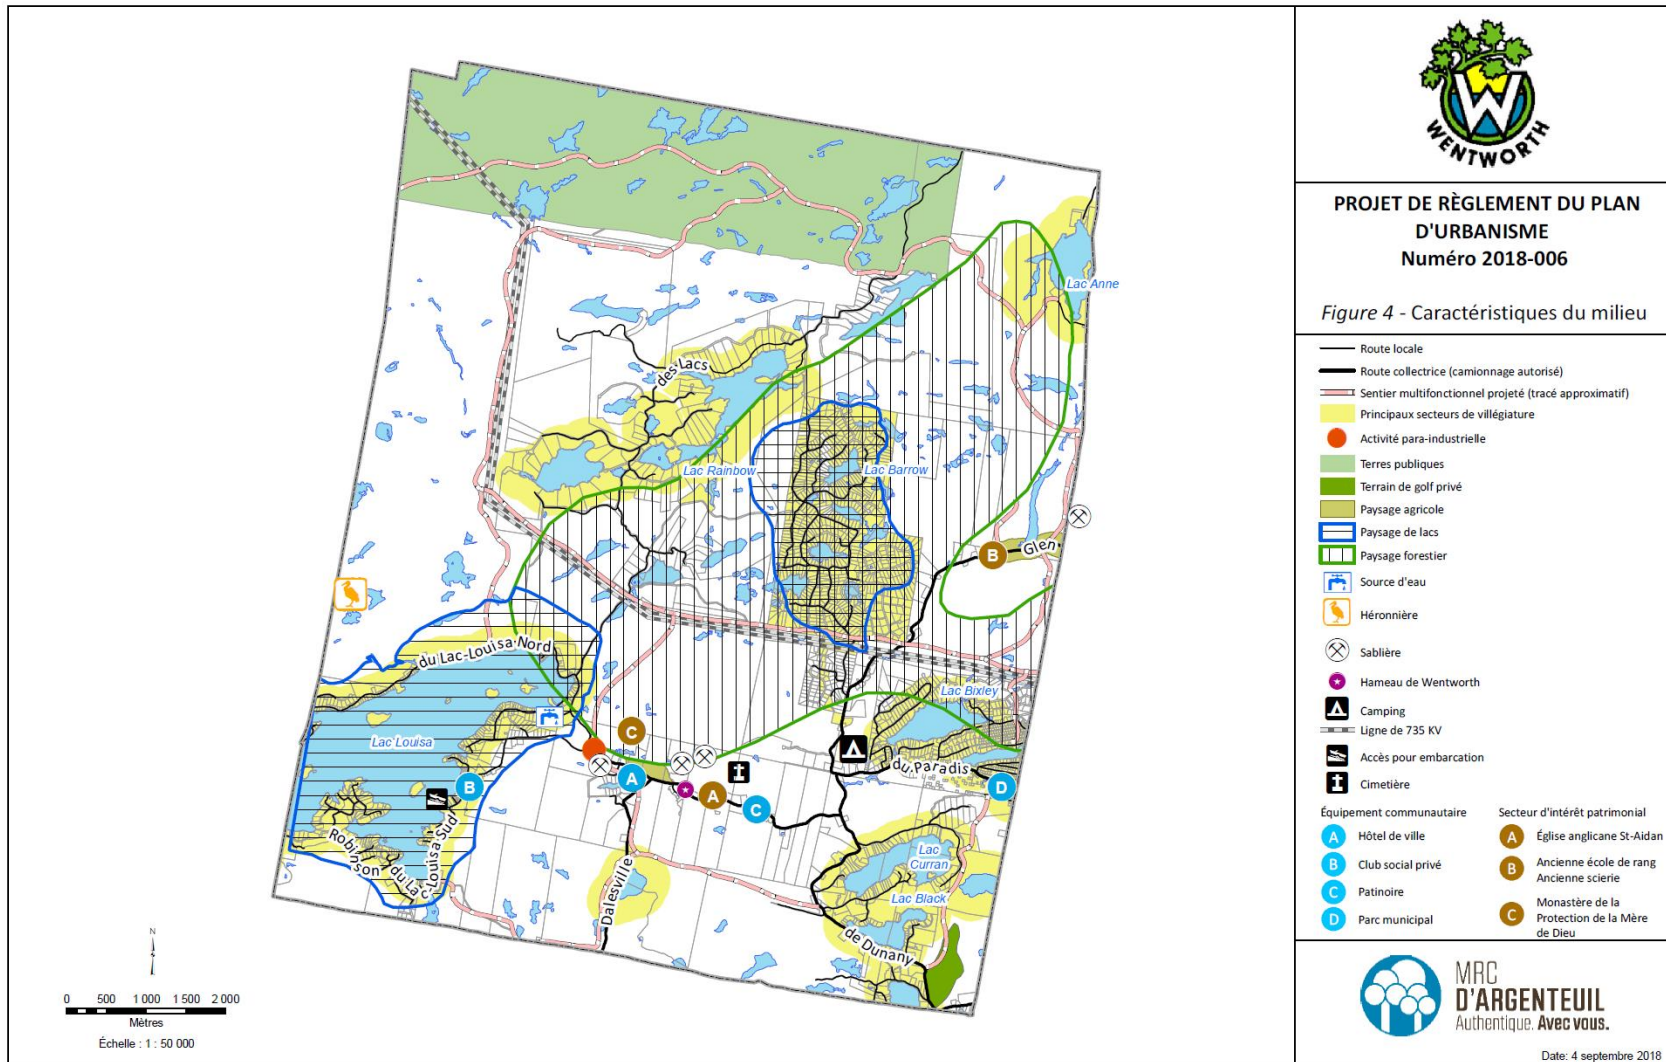 Lac Anne
des Lacs
Lac Rainbow
Lac Barrow
B
Glen
du Lac-Louisa Nord
Lac Bixley
C
Lac Louisa
A
du Paradis
B
A
C
D
Robinson
du Lac-Louisa Sud
Dalesville
Lac
Curran
Lac Black
de Dunany
N
0 500 1 000 1 500 2 000
Mètres
Échelle : 1 : 50 000
W
WENTWORTH
PROJET DE RÈGLEMENT DU PLAN
D'URBANISME
Numéro 2018-006
Figure 4 - Caractéristiques du milieu
Route locale
Route collectrice (camionnage autorisé)
Sentier multifonctionnel projeté (tracé approximatif)
Principaux secteurs de villégiature
Activité para-industrielle
Terres publiques
Terrain de golf privé
Paysage agricole
Paysage de lacs
Paysage forestier
Source d'eau
Héronnière
Sablière
Hameau de Wentworth
Camping
Ligne de 735 KV
Accès pour embarcation
Cimetière
Équipement communautaire
A Hôtel de ville
B Club social privé
C Patinoire
D Parc municipal
Secteur d'intérêt patrimonial
A Église anglicane St-Aidan
B Ancienne école de rang
Ancienne scierie
C Monastère de la
Protection de la Mère
de Dieu
MRC
D'ARGENTEUIL
Authentique. Avec vous.
Date: 4 septembre 2018